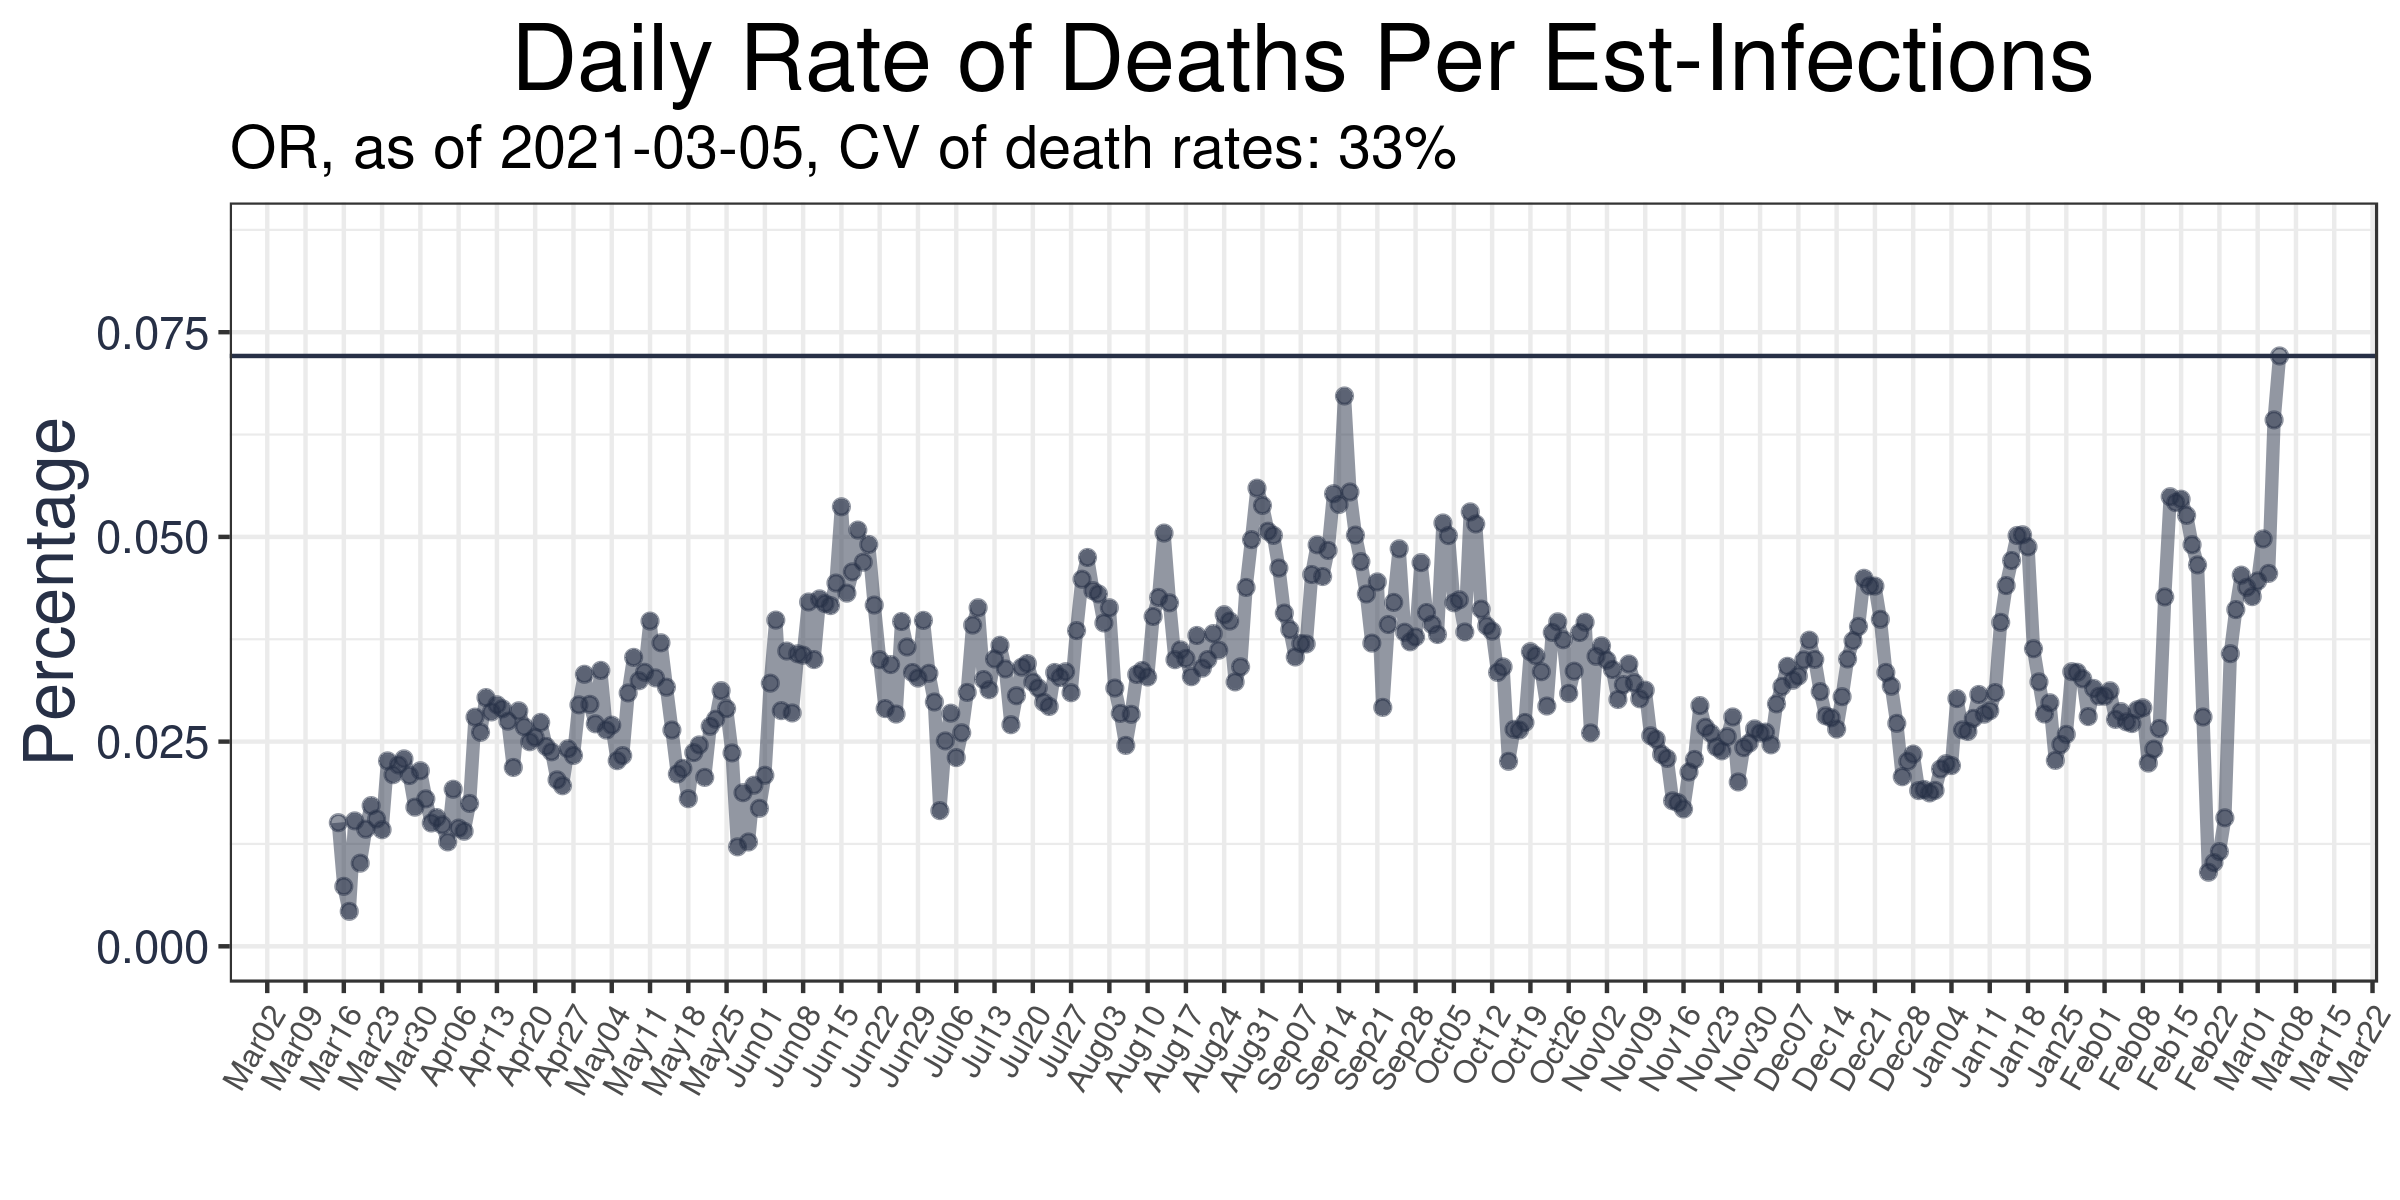 Daily Rate of Deaths Per Est-Infections
OR, as of 2021-03-05, CV of death rates: 33%
Percentage
0.075
0.050
0.025
0.000
Mar02 Mar09 Mar16 Mar23 Mar30 Apr06 Apr13 Apr20 Apr27 May04 May11 May18 May25 Jun01 Jun08 Jun15 Jun22 Jun29 Jul06 Jul13 Jul20 Jul27 Aug03 Aug10 Aug17 Aug24 Aug31 Sep07 Sep14 Sep21 Sep28 Oct05 Oct12 Oct19 Oct26 Nov02 Nov09 Nov16 Nov23 Nov30 Dec07 Dec14 Dec21 Dec28 Jan04 Jan11 Jan18 Jan25 Feb01 Feb08 Feb15 Feb22 Mar01 Mar08 Mar15 Mar22